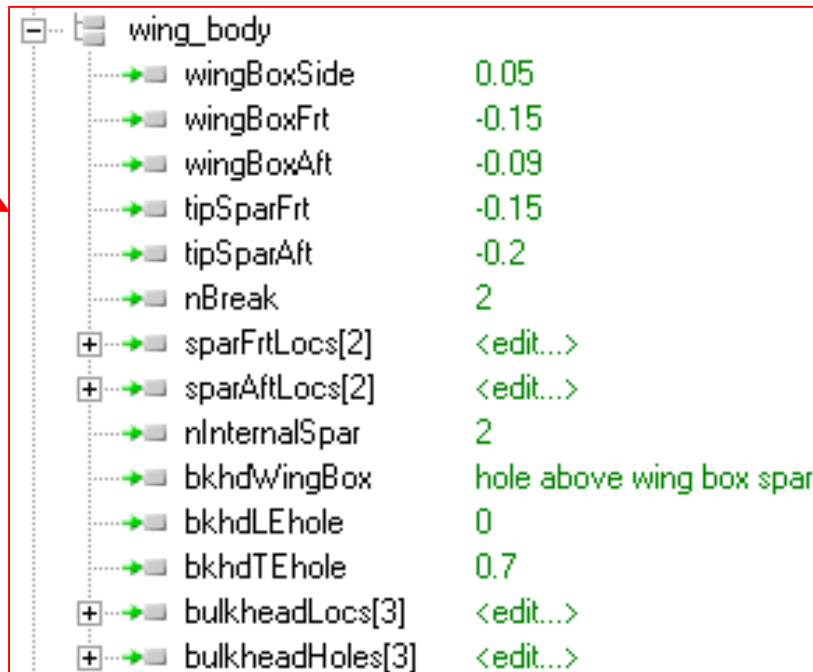 wing_body
wingBoxSide 0.05
wingBoxFrt -0.15
wingBoxAft -0.09
tipSparFrt -0.15
tipSparAft -0.2
nBreak 2
sparFrtLocs[2] <edit...>
sparAftLocs[2] <edit...>
nInternalSpar 2
bkhdWingBox hole above wing box spar
bkhdLEhole 0
bkhdTEhole 0.7
bulkheadLocs[3] <edit...>
bulkheadHoles[3] <edit...>